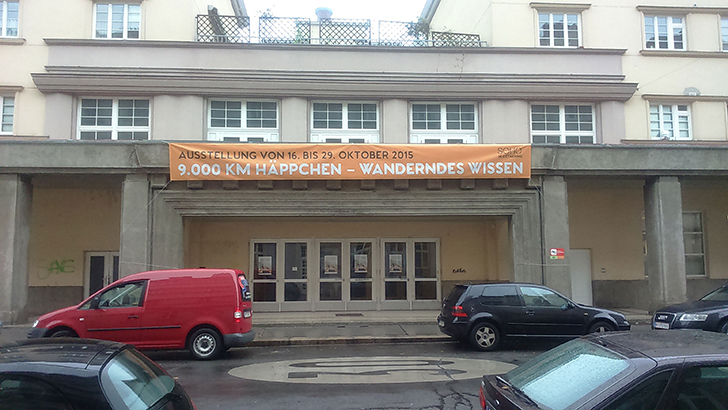 AUSSTELLUNG VON 16. BIS 29. OKTOBER 2015
9.000 KM HÄPPCHEN – WANDERNDES WISSEN